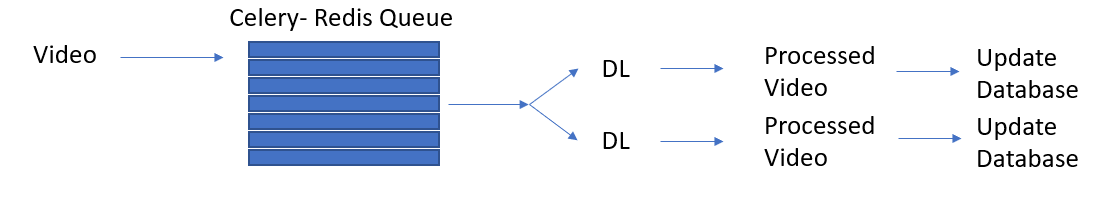 Celery- Redis Queue
Video
DL
Processed
Video
Update
Database
DL
Processed
Video
Update
Database